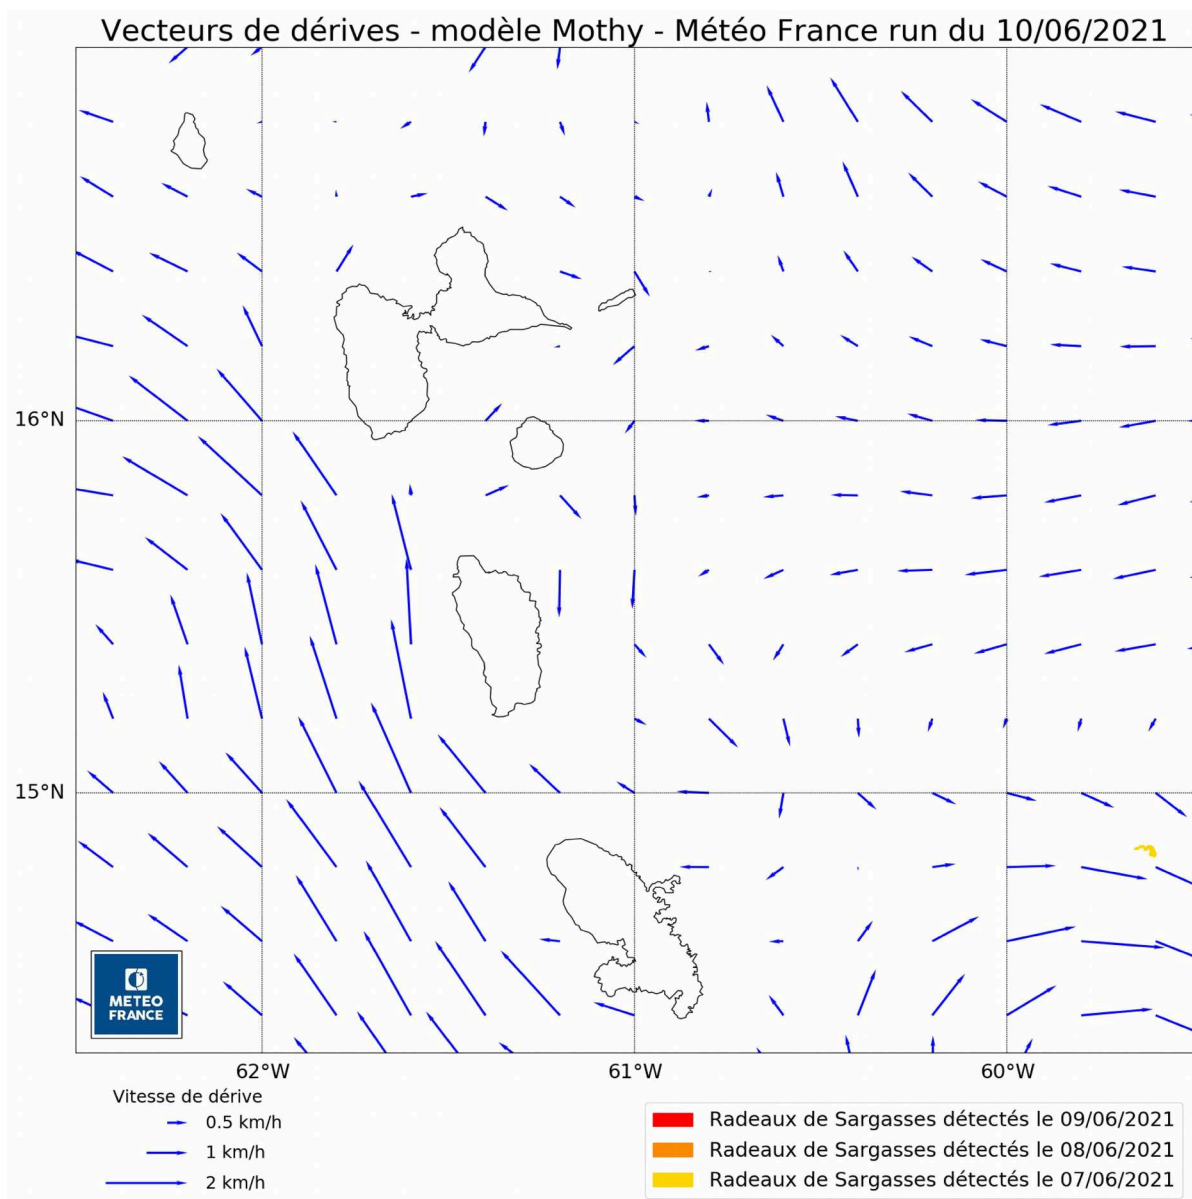 Vecteurs de dérives - modèle Mothy - Météo France run du 10/06/2021
16°N
15°N
METEO
FRANCE
62°W
61°W
60°W
Vitesse de dérive
0.5 km/h
1 km/h
2 km/h
Radeaux de Sargasses détectés le 09/06/2021
Radeaux de Sargasses détectés le 08/06/2021
Radeaux de Sargasses détectés le 07/06/2021